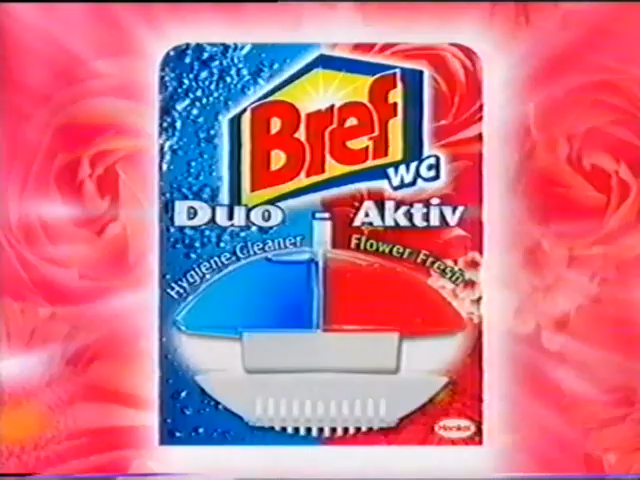 Bref
WC
Duo - Aktiv
Hygiene Cleaner
Flower Fresh
Henkel